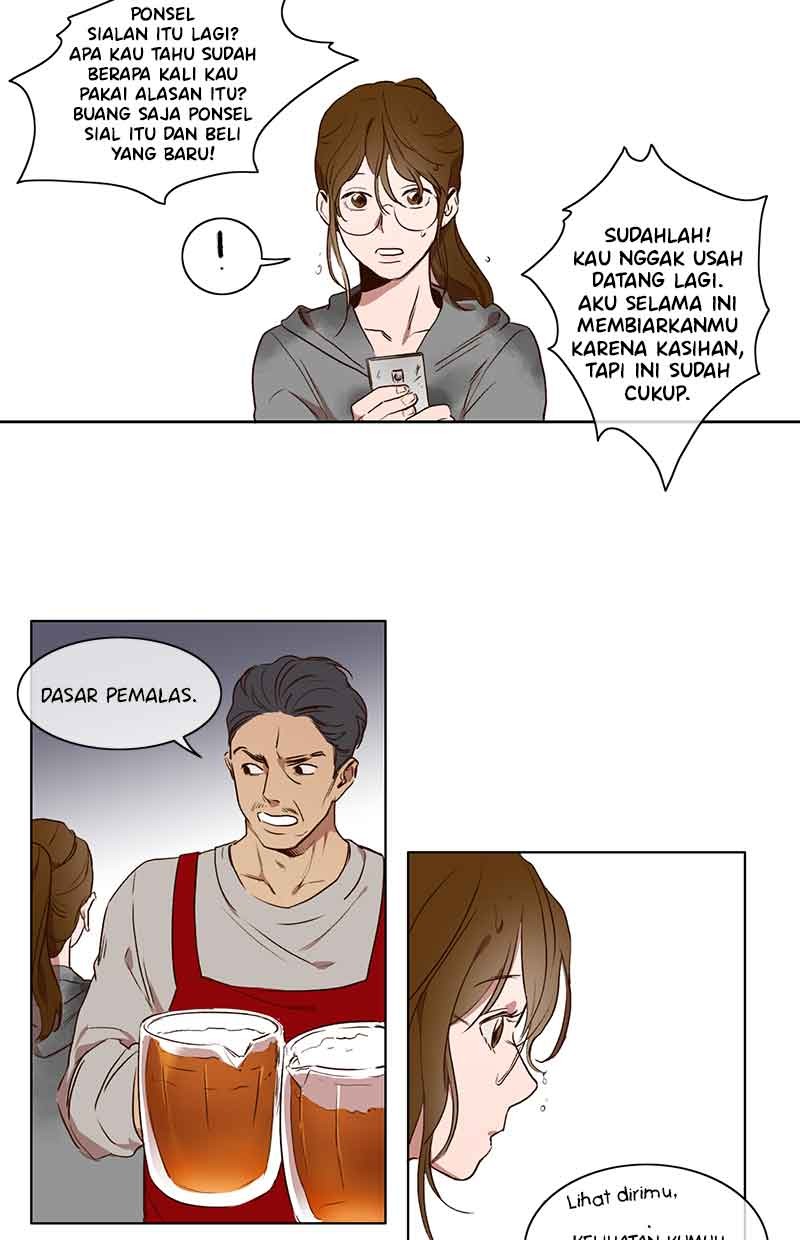 PONSEL
SIALAN ITU LAGI?
APA KAU TAHU SUDAH
BERAPA KALI KAU
PAKAI ALASAN ITU?
BUANG SAJA PONSEL
SIAL ITU DAN BELI
YANG BARU!
!
SUDAHLAH!
KAU NGGAK USAH
DATANG LAGI.
AKU SELAMA INI
MEMBIARKANMU
KARENA KASIHAN,
TAPI INI SUDAH
CUKUP.
DASAR PEMALAS.
Lihat dirimu,